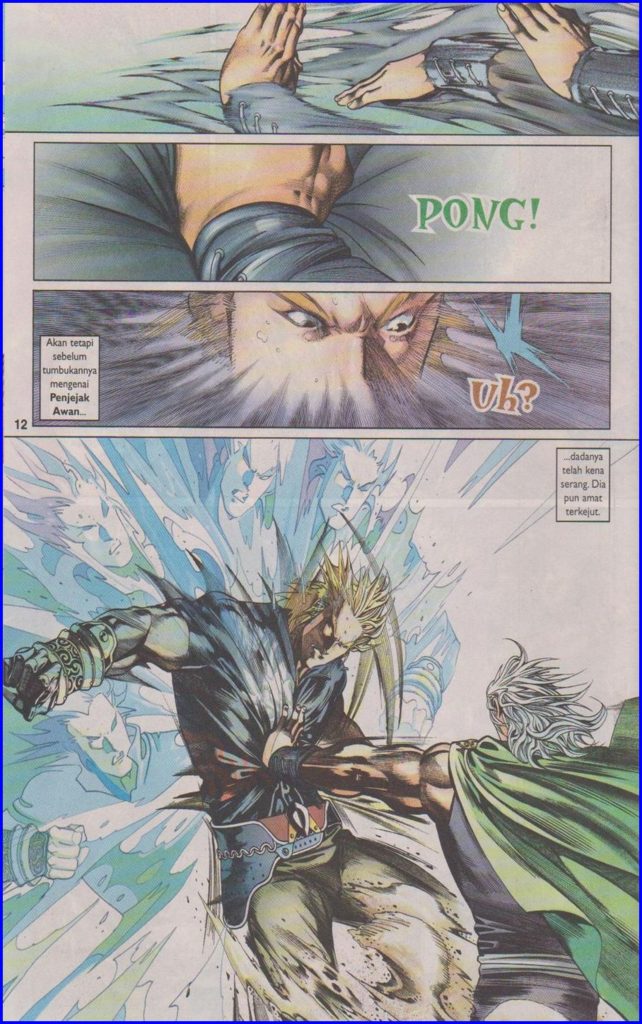 PONG!
Akan tetapi
sebelum
tumbukannya
mengenai
Penjejak
Awan...
Uh?
12
...dadanya
telah kena
serang. Dia
pun amat
terkejut.